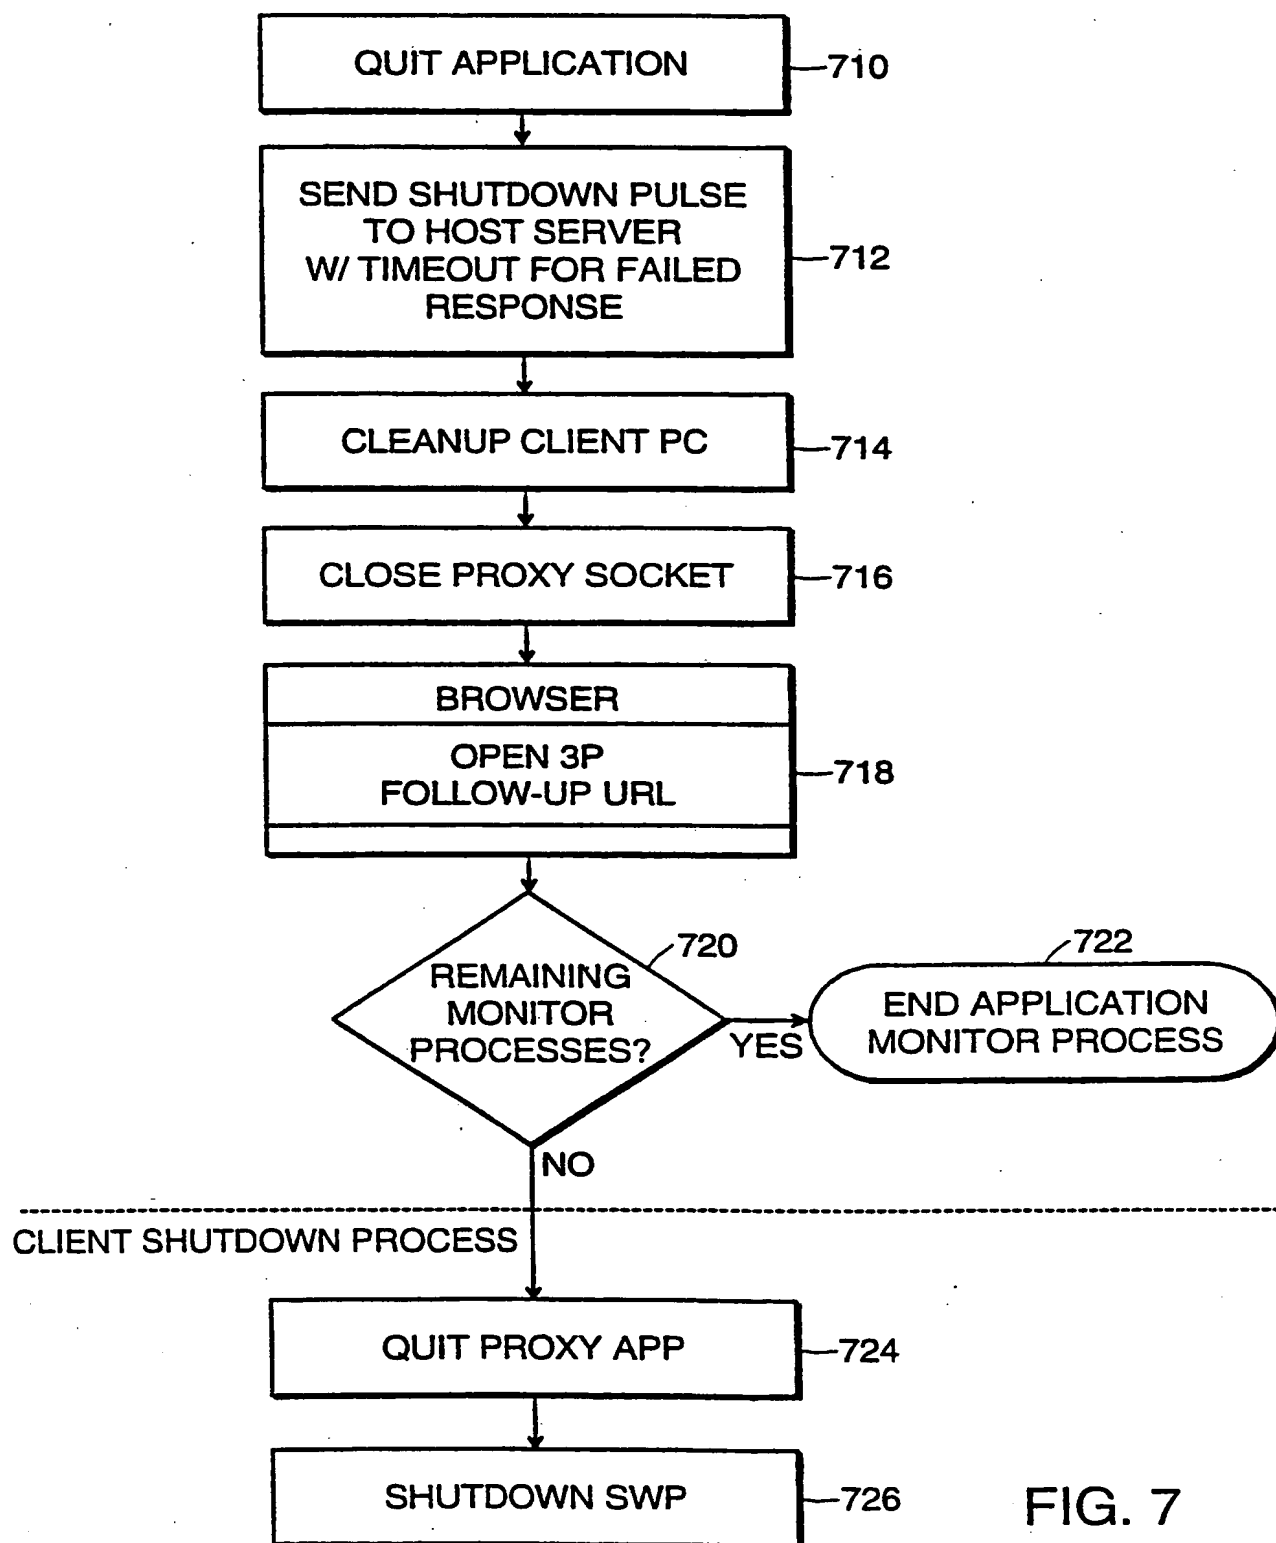 QUIT APPLICATION
710
SEND SHUTDOWN PULSE
TO HOST SERVER
W/ TIMEOUT FOR FAILED
RESPONSE
712
CLEANUP CLIENT PC
714
CLOSE PROXY SOCKET
716
BROWSER
OPEN 3P
FOLLOW-UP URL
718
REMAINING
MONITOR
PROCESSES?
720
YES
722
END APPLICATION
MONITOR PROCESS
NO
CLIENT SHUTDOWN PROCESS
QUIT PROXY APP
724
SHUTDOWN SWP
726
FIG. 7